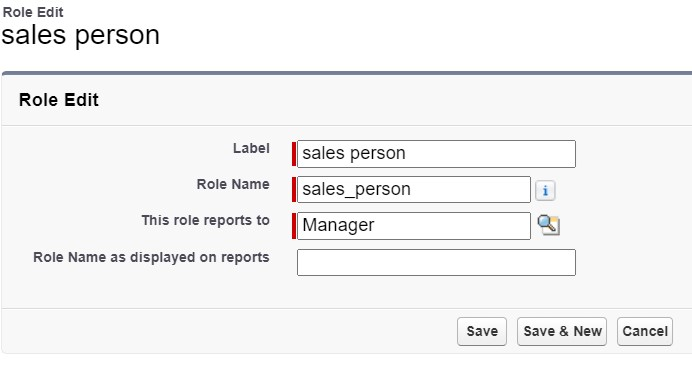 Role Edit
sales person
Role Edit
Label sales person
Role Name sales_person i
This role reports to Manager
Role Name as displayed on reports
Save Save & New Cancel